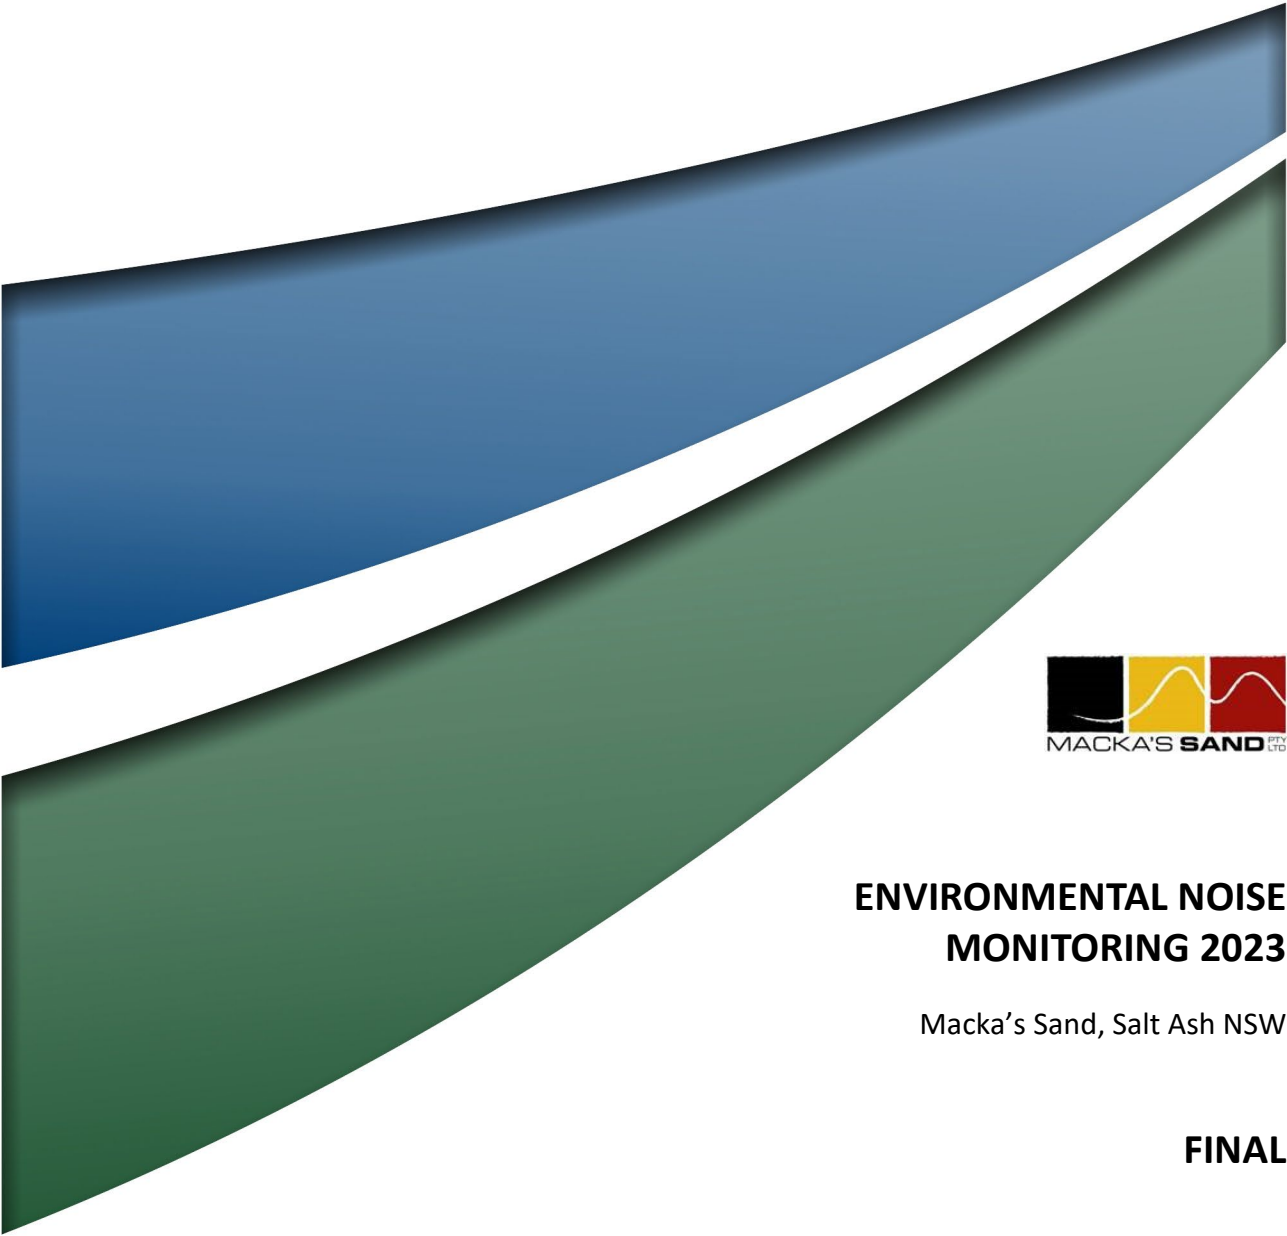 MACKA'S SAND PTY LTD
ENVIRONMENTAL NOISE
MONITORING 2023
Macka’s Sand, Salt Ash NSW
FINAL